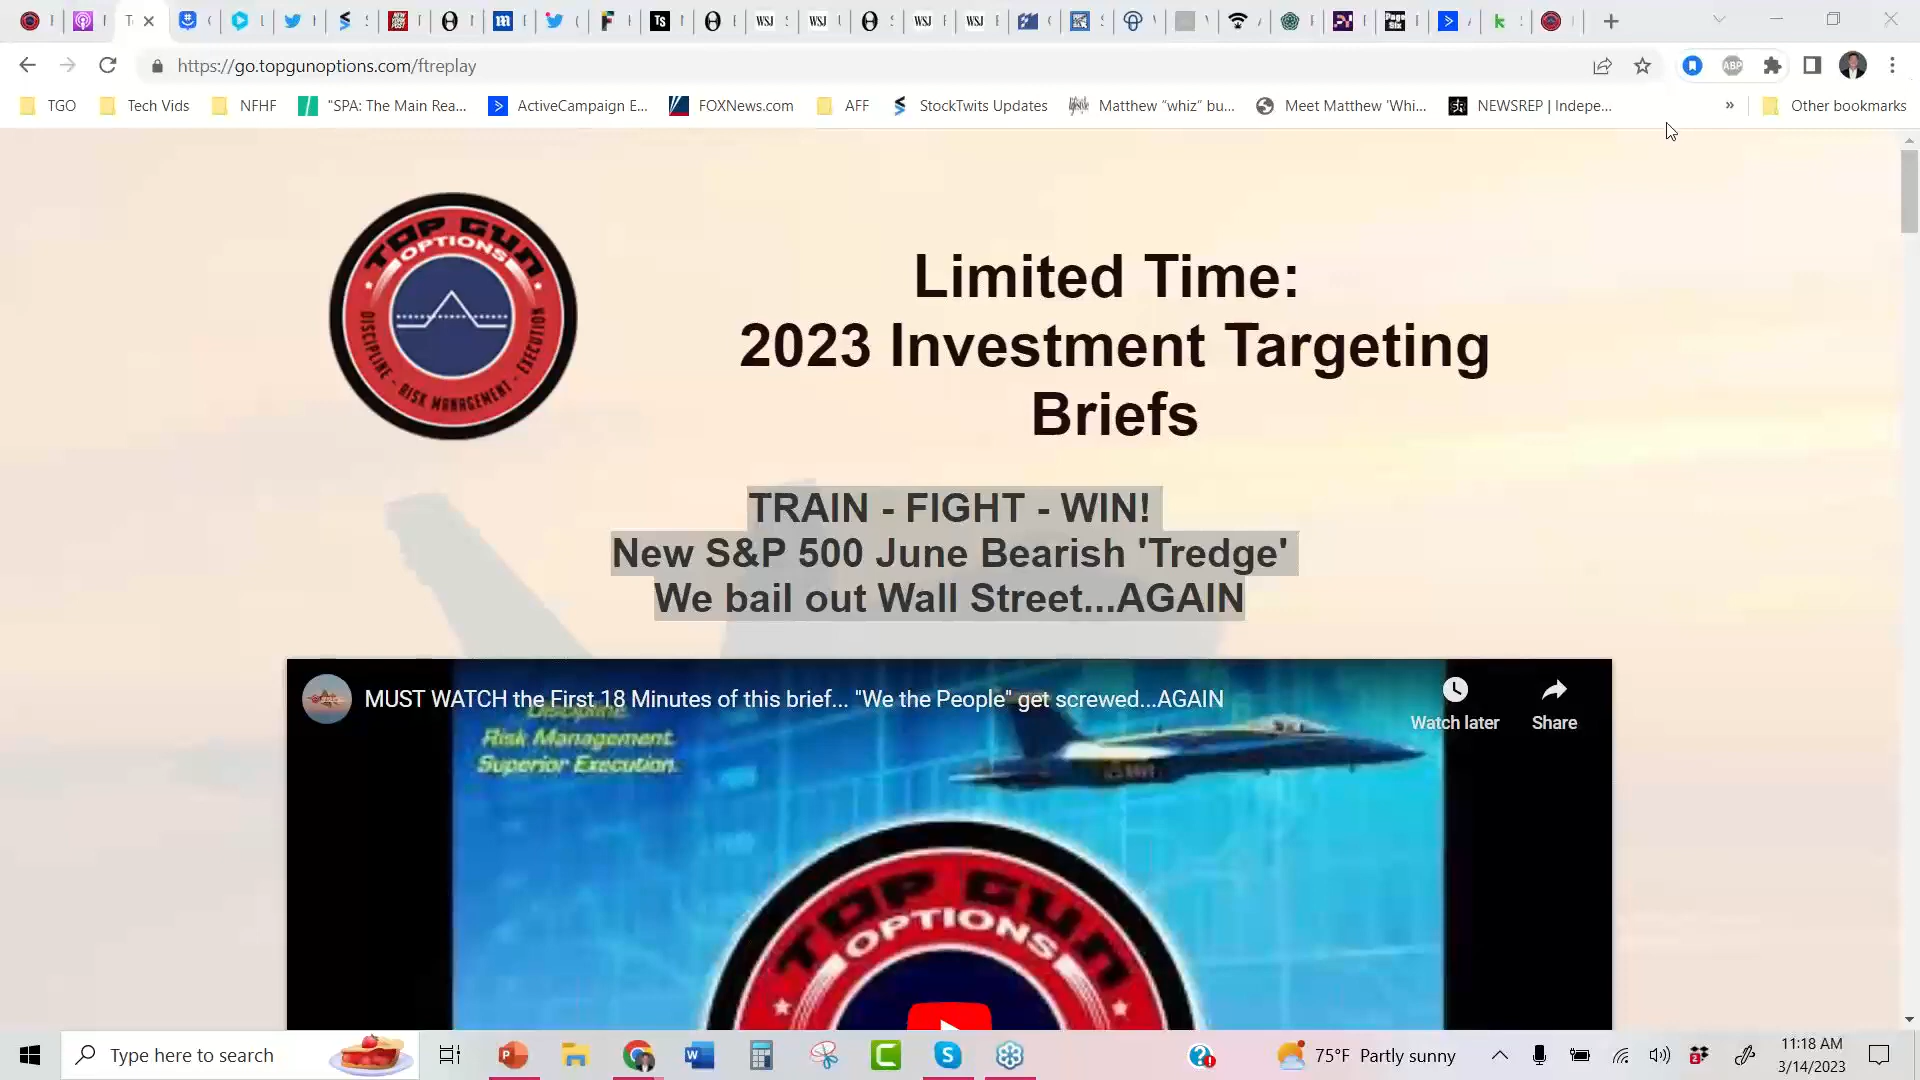 https://go.topgunoptions.com/ftreplay
TGO
Tech Vids
NFHF
"SPA: The Main Rea...
ActiveCampaign E...
FOXNews.com
AFF
StockTwits Updates
Matthew “whiz” bu...
Meet Matthew 'Whi...
NEWSREP | Indepe...
»
Other bookmarks
TOP GUN
OPTIONS
DISCIPLINE - RISK MANAGEMENT - EXECUTION
Limited Time:
2023 Investment Targeting
Briefs
TRAIN - FIGHT - WIN!
New S&P 500 June Bearish 'Tredge'
We bail out Wall Street...AGAIN
MUST WATCH the First 18 Minutes of this brief... "We the People" get screwed...AGAIN
Watch later
Share
Discipline.
Risk Management.
Superior Execution.
TOP GUN
OPTIONS
Type here to search
75°F Partly sunny
11:18 AM
3/14/2023